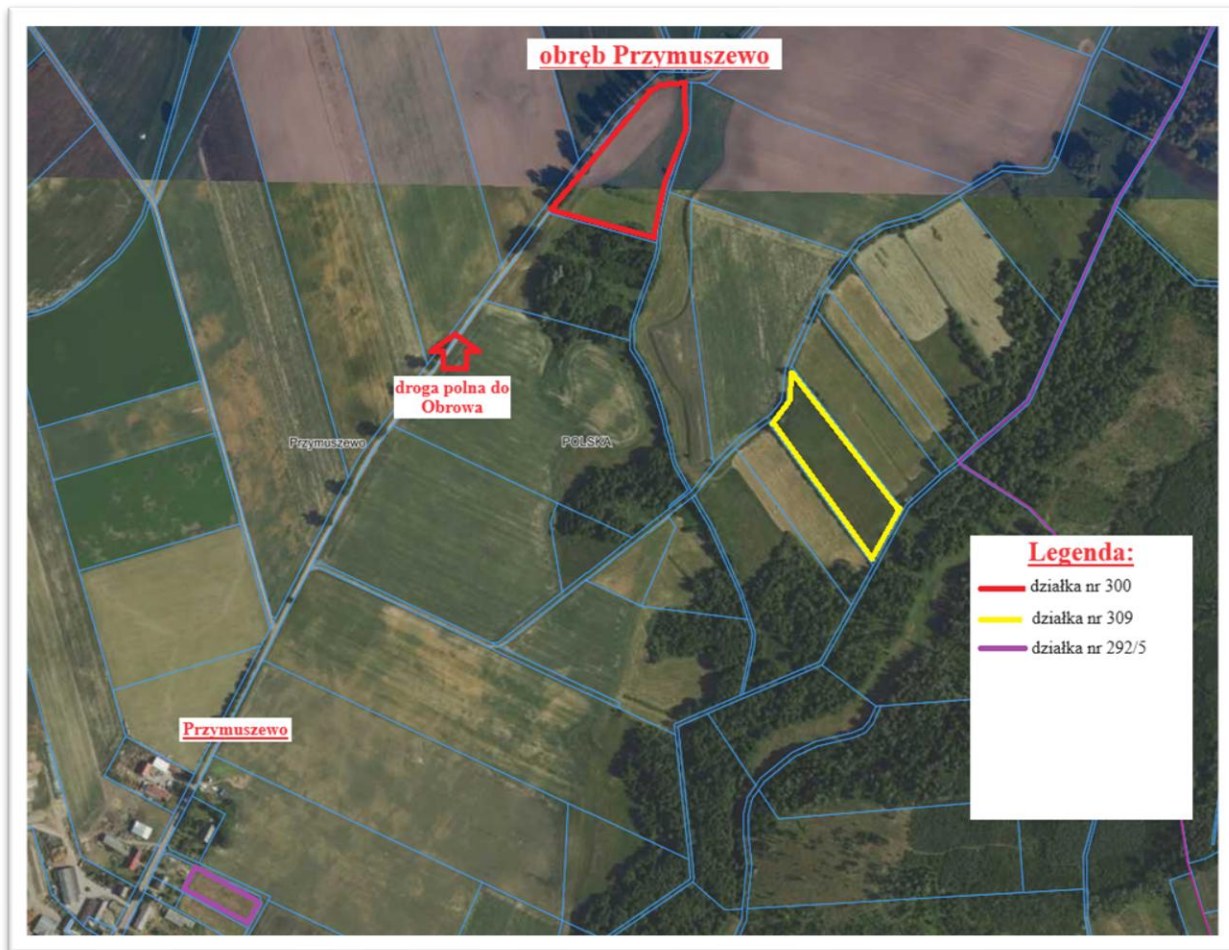 obręb Przymuszewo
droga polna do
Obrowa
Przymuszewo
POLSKA
Legenda:
działka nr 300
działka nr 309
działka nr 292/5
Przymuszewo